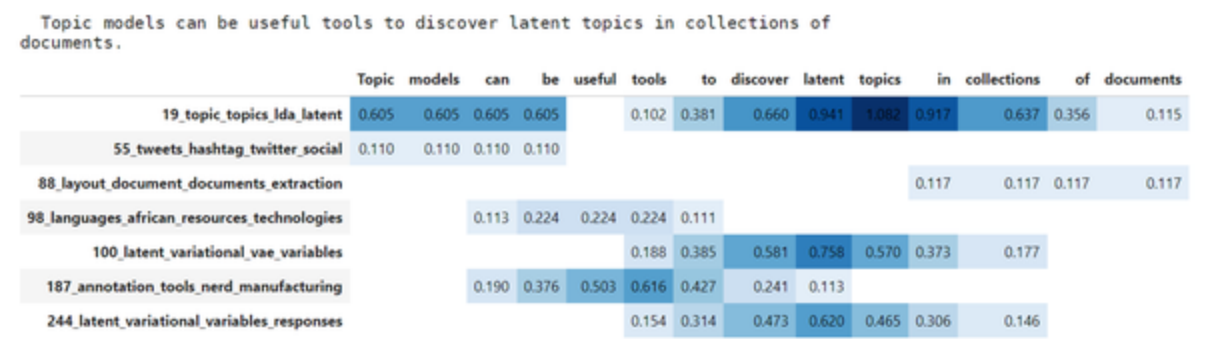 Topic models can be useful tools to discover latent topics in collections of
documents.
Topic models can be useful tools to discover latent topics in collections of documents
19_topic_topics_lda_latent 0.605 0.605 0.605 0.605 0.102 0.381 0.660 0.941 1.082 0.917 0.637 0.356 0.115
55_tweets_hashtag_twitter_social 0.110 0.110 0.110 0.110
88_layout_document_documents_extraction 0.117 0.117 0.117 0.117
98_languages_african_resources_technologies 0.113 0.224 0.224 0.224 0.111
100_latent_variational_vae_variables 0.188 0.385 0.581 0.758 0.570 0.373 0.177
187_annotation_tools_nerd_manufacturing 0.190 0.376 0.503 0.616 0.427 0.241 0.113
244_latent_variational_variables_responses 0.154 0.314 0.473 0.620 0.465 0.306 0.146